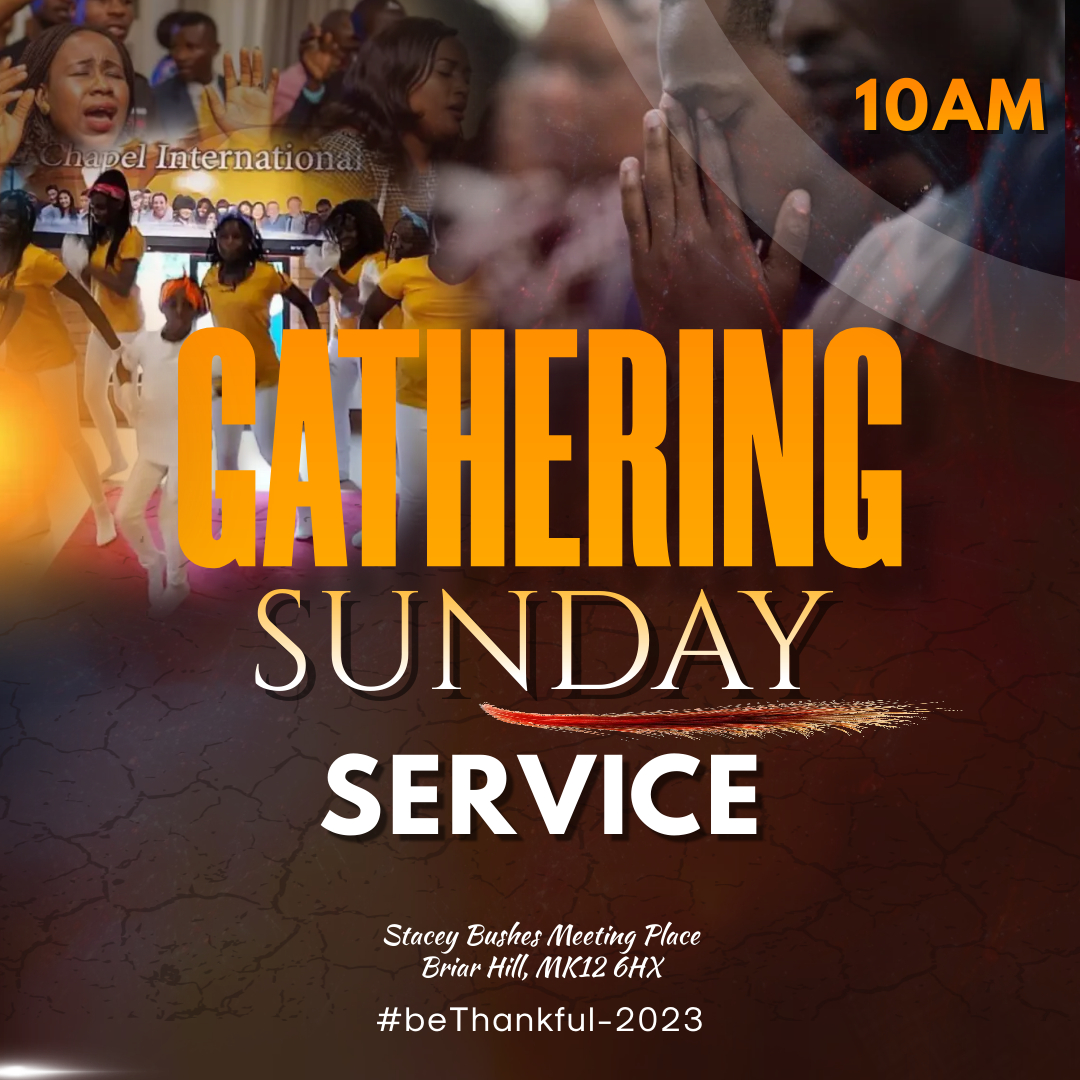 10AM
Chapel International
GATHERING
SUNDAY
SERVICE
Stacey Bushes Meeting Place
Briar Hill, MK12 6HX
#beThankful-2023